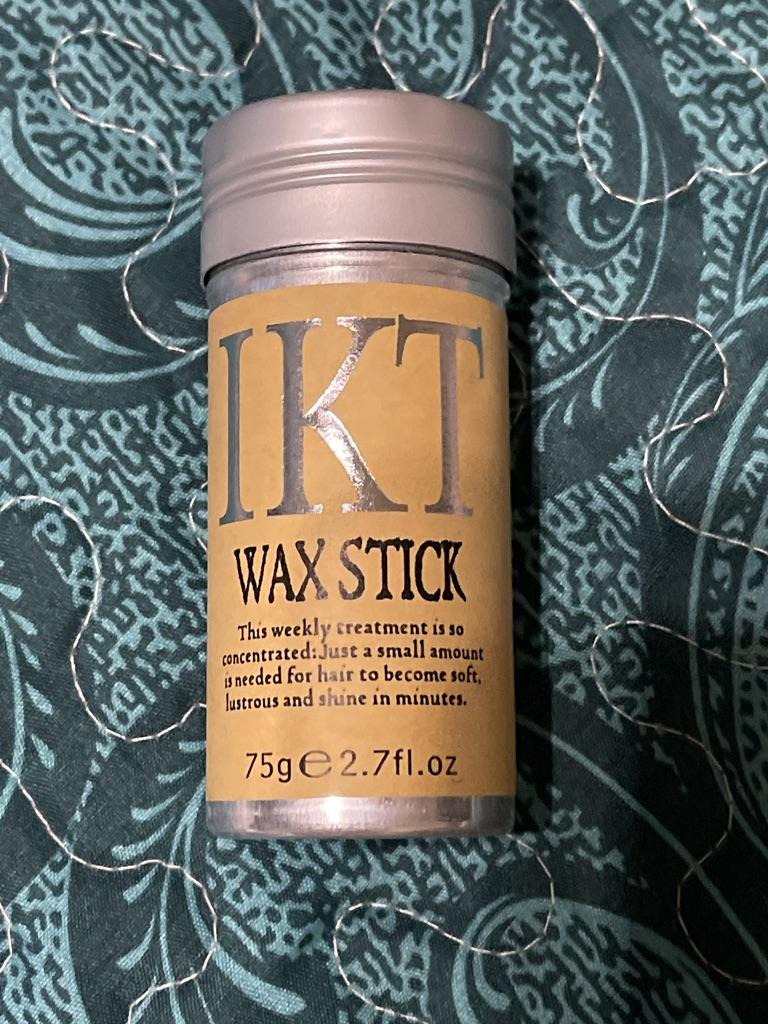 IKT
WAX STICK
This weekly treatment is so
concentrated:Just a small amount
is needed for hair to become soft,
lustrous and shine in minutes.
75g℮2.7fl.oz